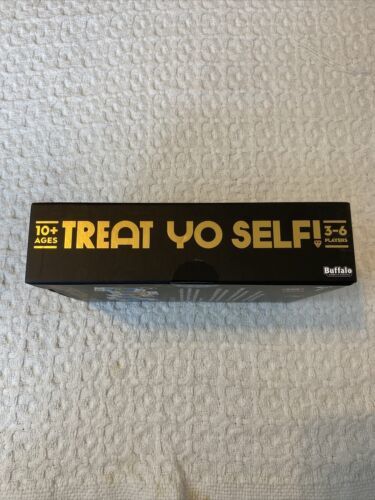 10+
AGES
TREAT YO SELF!
3-6
PLAYERS
Buffalo